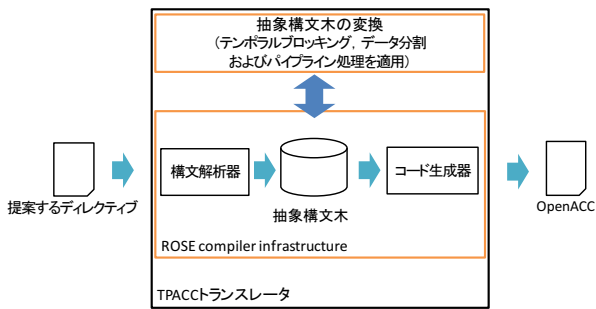 抽象構文木の変換
(テンポラルブロッキング, データ分割
およびパイプライン処理を適用)
構文解析器
コード生成器
抽象構文木
提案するディレクティブ
OpenACC
ROSE compiler infrastructure
TPACCトランスレータ